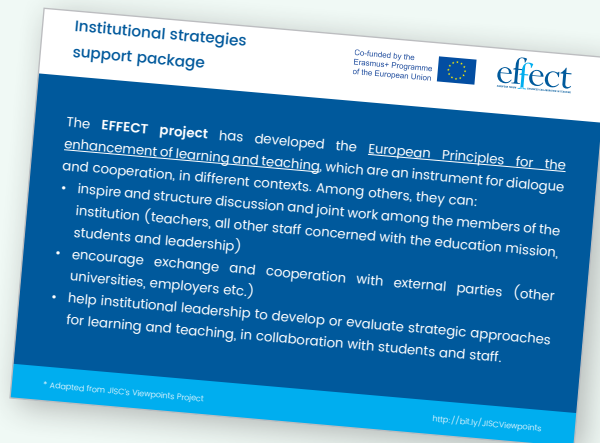 Institutional strategies
support package
Co-funded by the
Erasmus+ Programme
of the European Union
effect
The EFFECT project has developed the European Principles for the
enhancement of learning and teaching, which are an instrument for dialogue
and cooperation, in different contexts. Among others, they can:
• inspire and structure discussion and joint work among the members of the
institution (teachers, all other staff concerned with the education mission,
students and leadership)
• encourage exchange and cooperation with external parties (other
universities, employers etc.)
• help institutional leadership to develop or evaluate strategic approaches
for learning and teaching, in collaboration with students and staff.
* Adapted from JISC's Viewpoints Project
http://bit.ly/JISCViewpoints